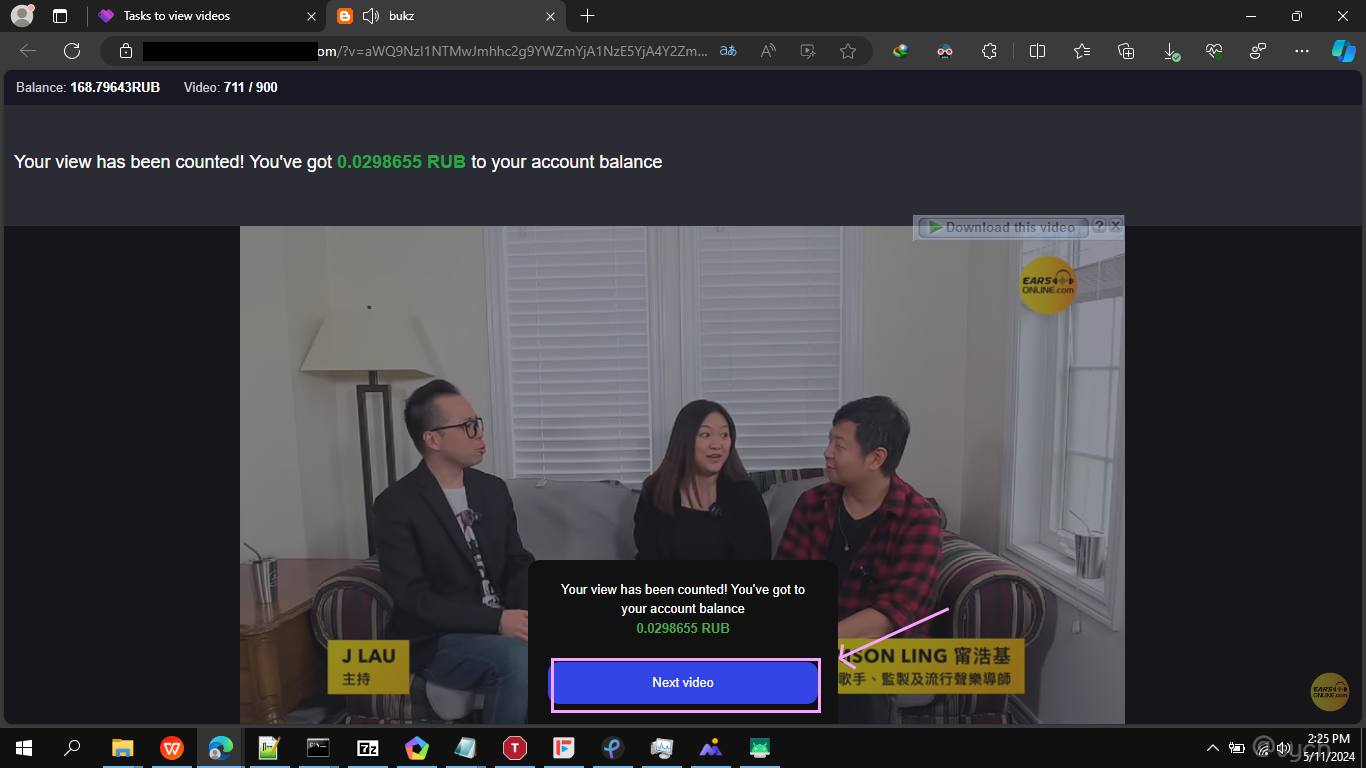 Tasks to view videos
bukz
om/?v=aWQ9NzI1NTMwJmhhc2g9YWZmYjA1NzE5YjA4Y2Zm...
Balance: 168.79643RUB Video: 711 / 900
Your view has been counted! You've got 0.0298655 RUB to your account balance
Download this video
EARS
ONLINE.com
Your view has been counted! You've got to
your account balance
0.0298655 RUB
Next video
J LAU
主持
SON LING 甯浩基
歌手、監製及流行聲樂導師
EARS
ONLINE.com
2:25 PM
5/11/2024